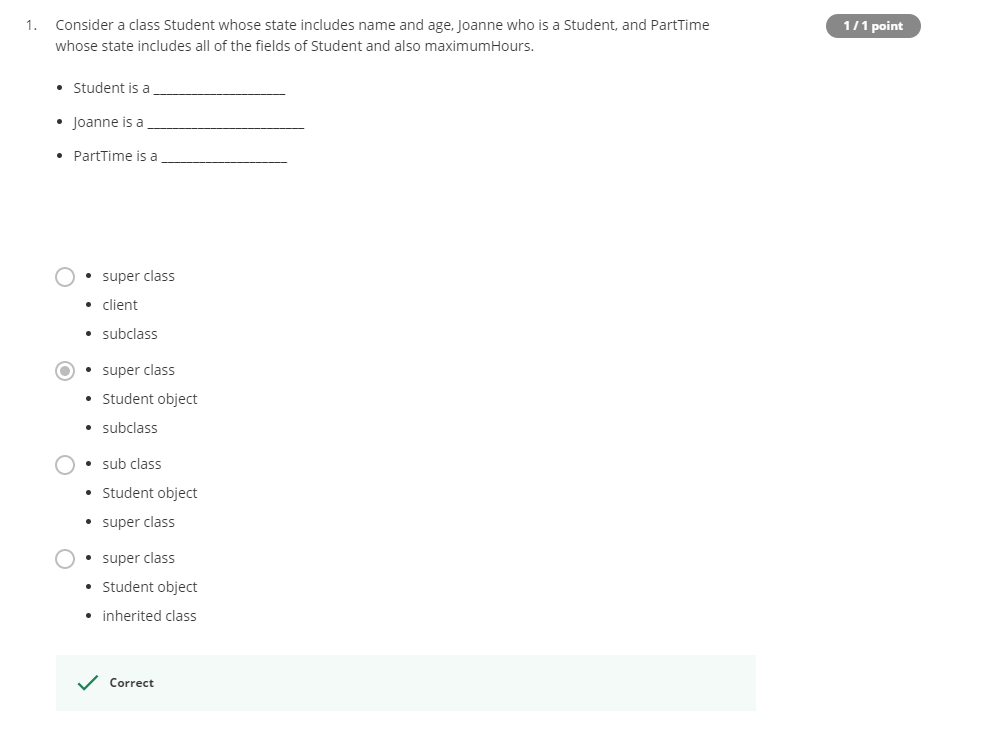 1. Consider a class Student whose state includes name and age, Joanne who is a Student, and PartTime
whose state includes all of the fields of Student and also maximumHours.
1 / 1 point
• Student is a _____________________
• Joanne is a _________________________
• PartTime is a ____________________
• super class
• client
• subclass
• super class
• Student object
• subclass
• sub class
• Student object
• super class
• super class
• Student object
• inherited class
Correct